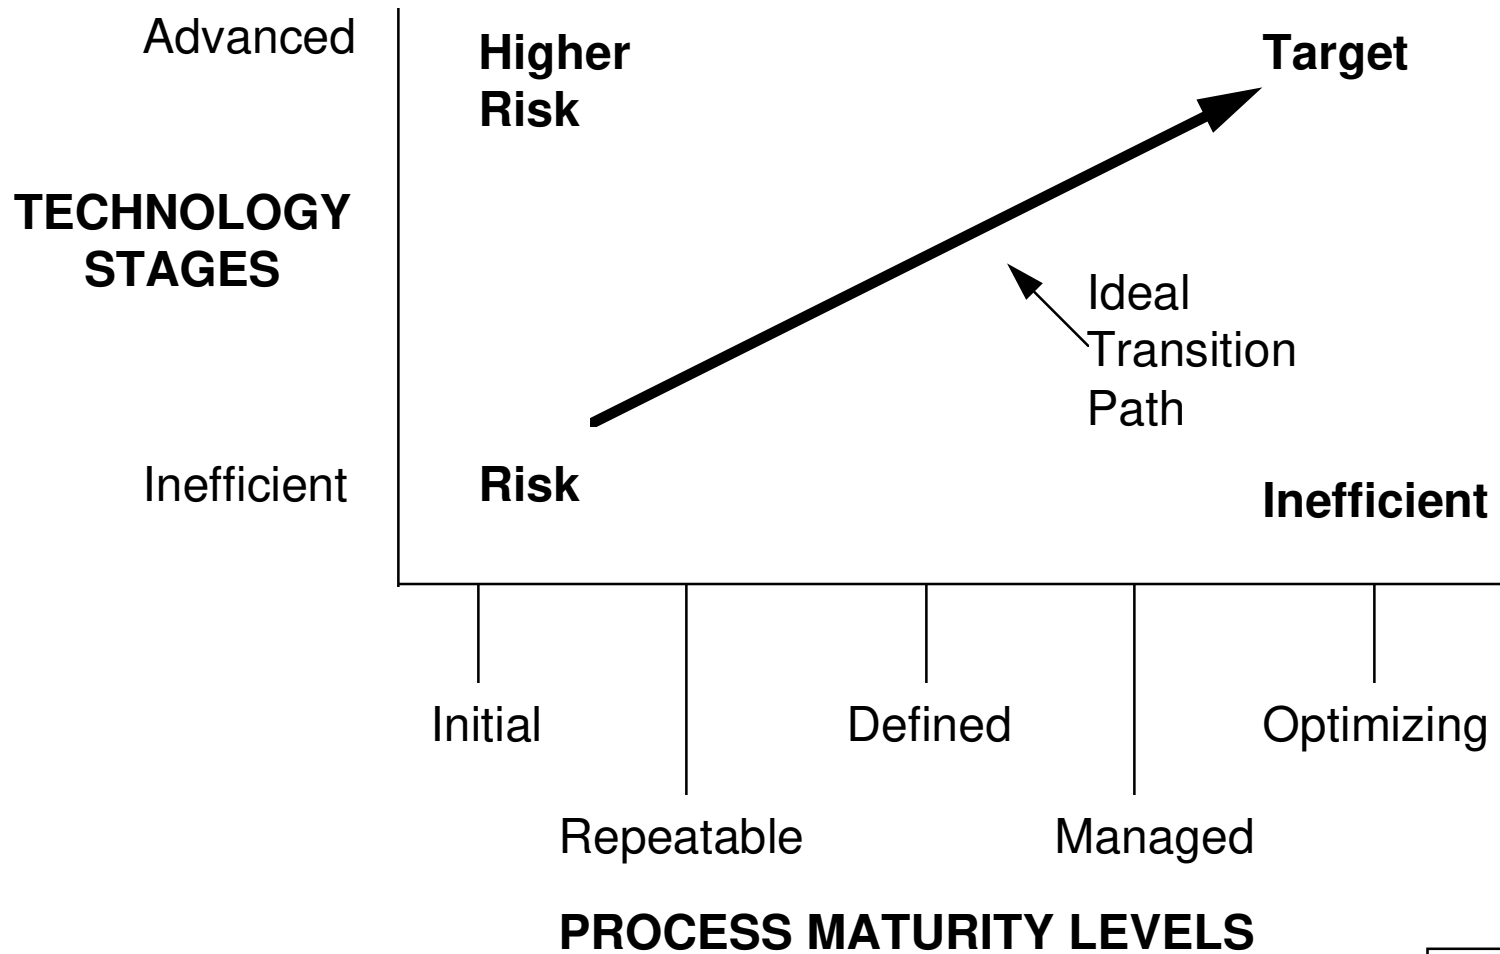 Advanced
Higher
Risk
Target
TECHNOLOGY
STAGES
Ideal
Transition
Path
Inefficient
Risk
Inefficient
Initial
Defined
Optimizing
Repeatable
Managed
PROCESS MATURITY LEVELS